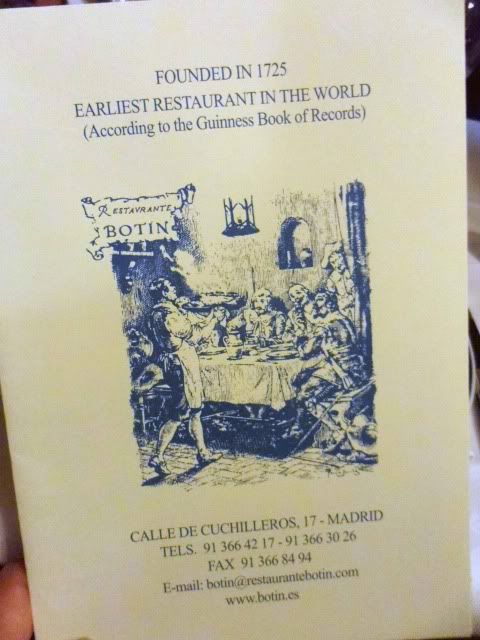 FOUNDED IN 1725
EARLIEST RESTAURANT IN THE WORLD
(According to the Guinness Book of Records)
RESTAURANTE
BOTIN
CALLE DE CUCHILLEROS, 17 - MADRID
TELS. 91 366 42 17 - 91 366 30 26
FAX 91 366 84 94
E-mail: botin@restaurantebotin.com
www.botin.es